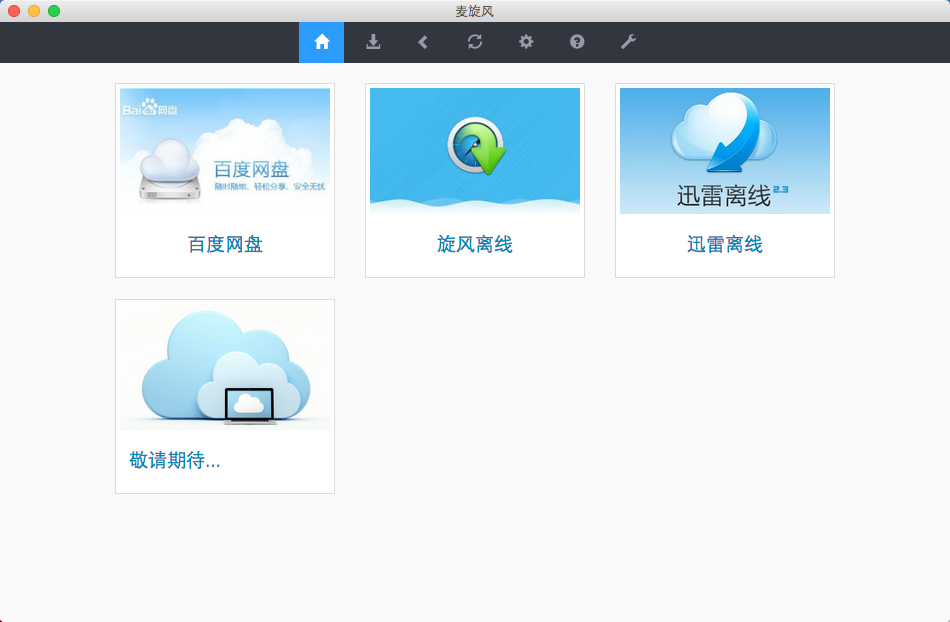 麦旋风
Bai 网盘
百度网盘
随时随地、轻松分享、安全无忧
迅雷离线2.3
百度网盘
旋风离线
迅雷离线
敬请期待...